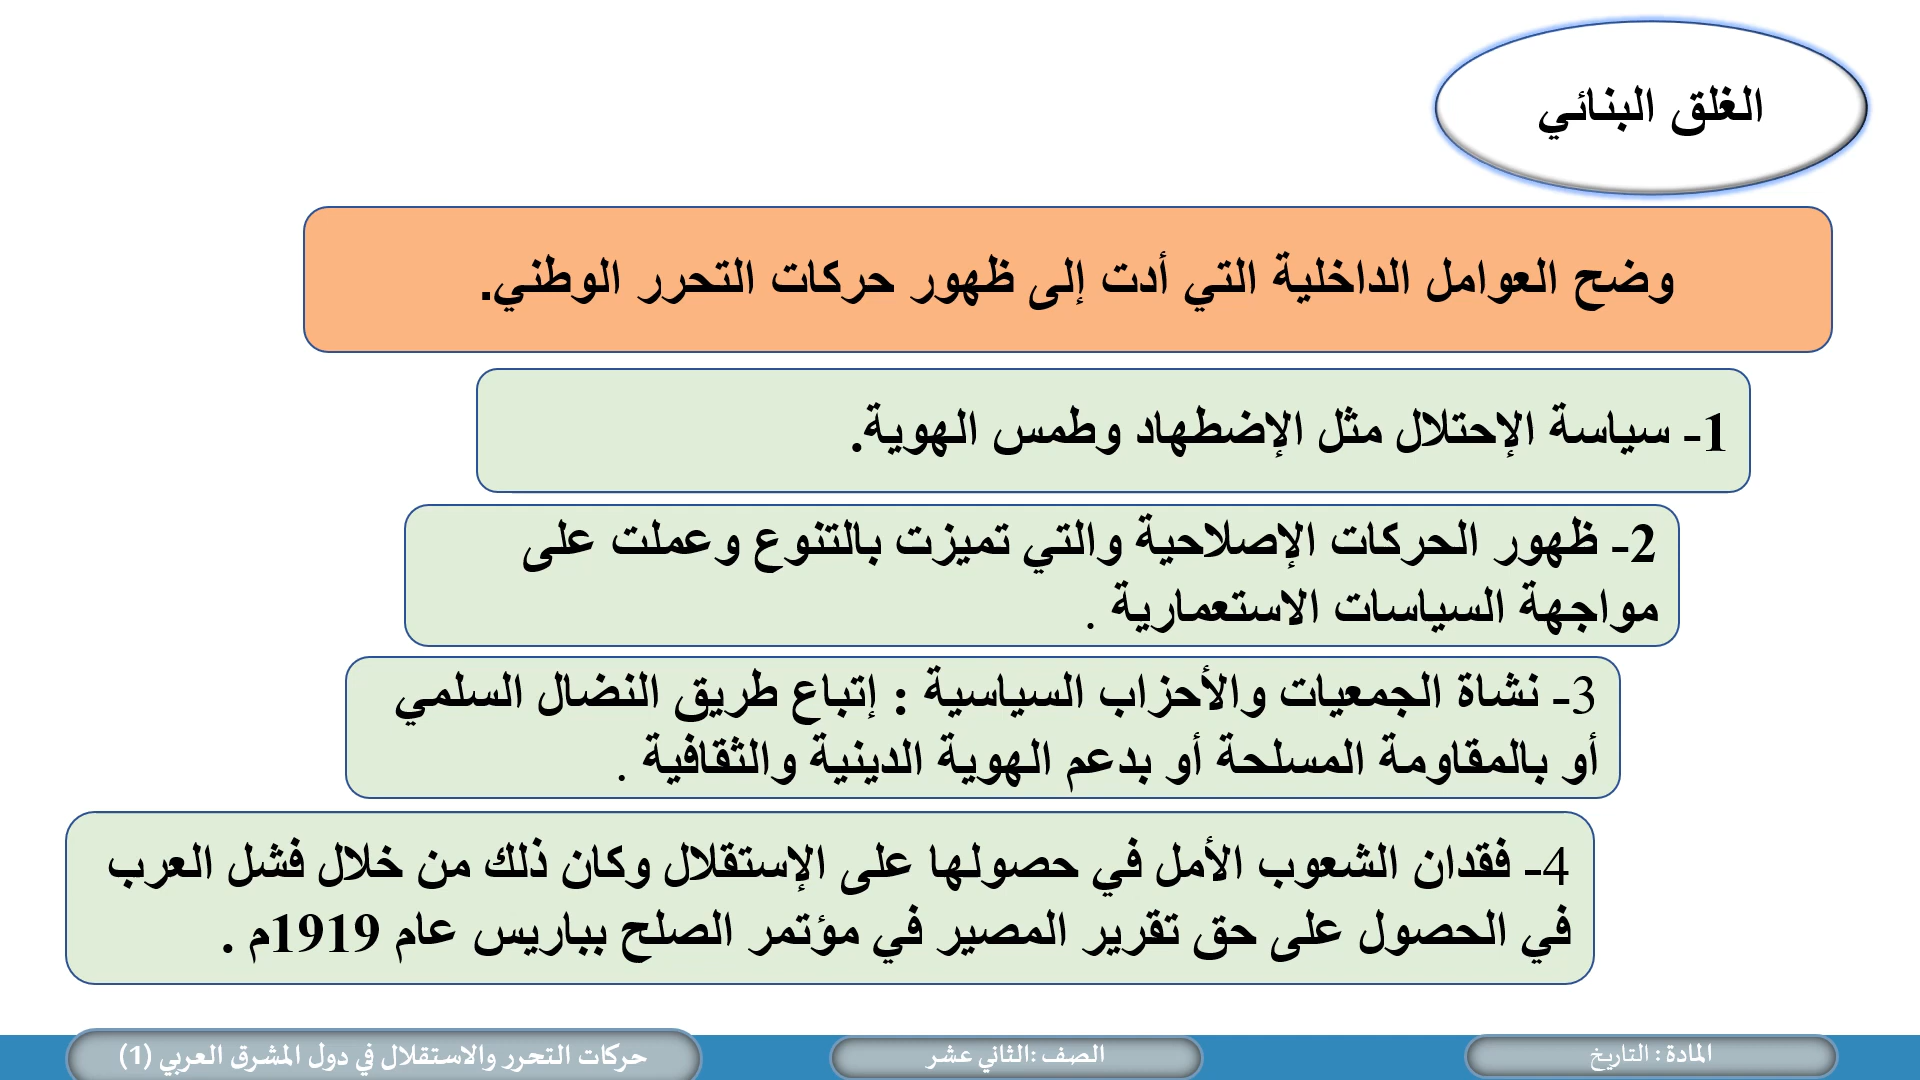 الغلق البنائي
وضح العوامل الداخلية التي أدت إلى ظهور حركات التحرر الوطني.
1- سياسة الإحتلال مثل الإضطهاد وطمس الهوية.
2- ظهور الحركات الإصلاحية والتي تميزت بالتنوع وعملت على
مواجهة السياسات الاستعمارية .
3- نشاة الجمعيات والأحزاب السياسية : إتباع طريق النضال السلمي
أو بالمقاومة المسلحة أو بدعم الهوية الدينية والثقافية .
4- فقدان الشعوب الأمل في حصولها على الإستقلال وكان ذلك من خلال فشل العرب
في الحصول على حق تقرير المصير في مؤتمر الصلح بباريس عام 1919م .
المادة : التاريخ
الصف :الثاني عشر
حركات التحرر والاستقلال في دول المشرق العربي (1)